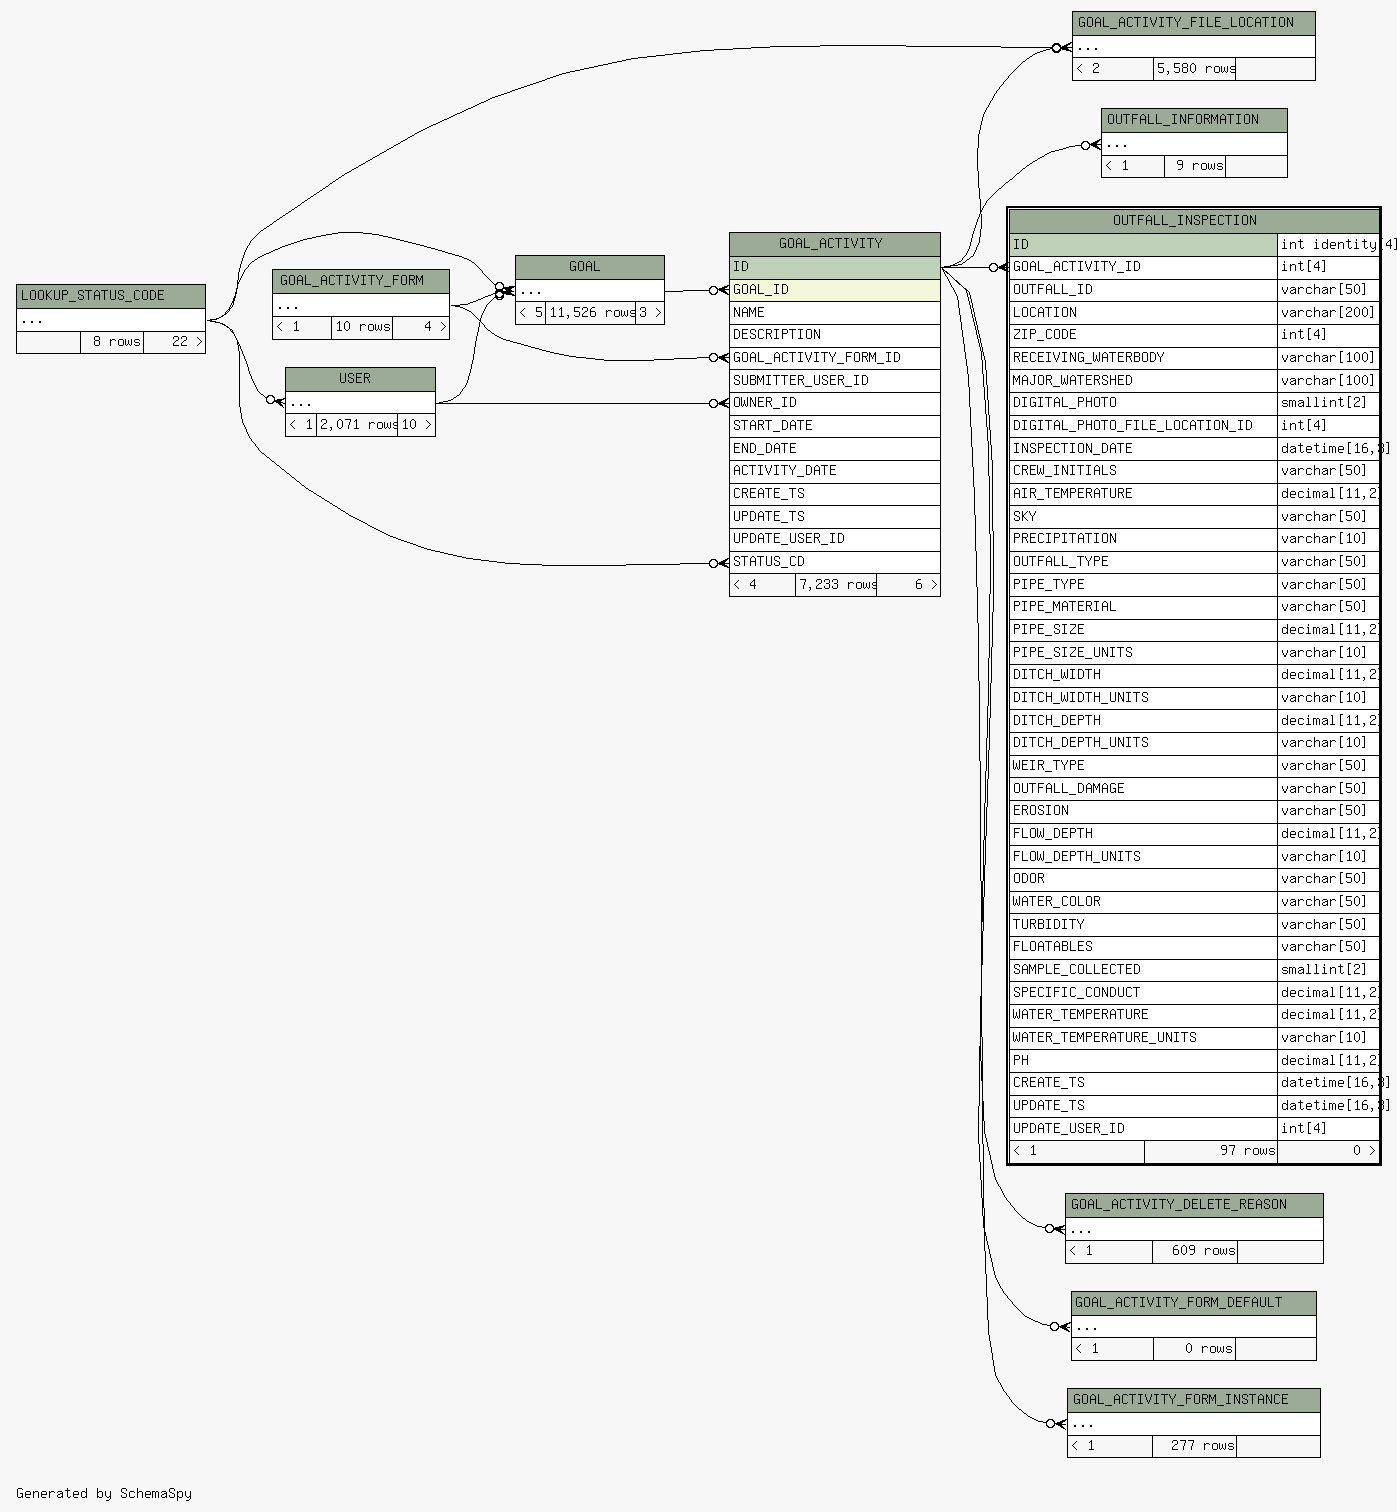 GOAL_ACTIVITY_FILE_LOCATION
...
< 2 5,580 rows
OUTFALL_INFORMATION
...
< 1 9 rows
LOOKUP_STATUS_CODE
...
8 rows 22 >
GOAL_ACTIVITY_FORM
...
< 1 10 rows 4 >
USER
...
< 1 2,071 rows 10 >
GOAL
...
< 5 11,526 rows 3 >
GOAL_ACTIVITY
ID
GOAL_ID
NAME
DESCRIPTION
GOAL_ACTIVITY_FORM_ID
SUBMITTER_USER_ID
OWNER_ID
START_DATE
END_DATE
ACTIVITY_DATE
CREATE_TS
UPDATE_TS
UPDATE_USER_ID
STATUS_CD
< 4 7,233 rows 6 >
OUTFALL_INSPECTION
ID int identity[4]
GOAL_ACTIVITY_ID int[4]
OUTFALL_ID varchar[50]
LOCATION varchar[200]
ZIP_CODE int[4]
RECEIVING_WATERBODY varchar[100]
MAJOR_WATERSHED varchar[100]
DIGITAL_PHOTO smallint[2]
DIGITAL_PHOTO_FILE_LOCATION_ID int[4]
INSPECTION_DATE datetime[16,3]
CREW_INITIALS varchar[50]
AIR_TEMPERATURE decimal[11,2]
SKY varchar[50]
PRECIPITATION varchar[10]
OUTFALL_TYPE varchar[50]
PIPE_TYPE varchar[50]
PIPE_MATERIAL varchar[50]
PIPE_SIZE decimal[11,2]
PIPE_SIZE_UNITS varchar[10]
DITCH_WIDTH decimal[11,2]
DITCH_WIDTH_UNITS varchar[10]
DITCH_DEPTH decimal[11,2]
DITCH_DEPTH_UNITS varchar[10]
WEIR_TYPE varchar[50]
OUTFALL_DAMAGE varchar[50]
EROSION varchar[50]
FLOW_DEPTH decimal[11,2]
FLOW_DEPTH_UNITS varchar[10]
ODOR varchar[50]
WATER_COLOR varchar[50]
TURBIDITY varchar[50]
FLOATABLES varchar[50]
SAMPLE_COLLECTED smallint[2]
SPECIFIC_CONDUCT decimal[11,2]
WATER_TEMPERATURE decimal[11,2]
WATER_TEMPERATURE_UNITS varchar[10]
PH decimal[11,2]
CREATE_TS datetime[16,3]
UPDATE_TS datetime[16,3]
UPDATE_USER_ID int[4]
< 1 97 rows 0 >
GOAL_ACTIVITY_DELETE_REASON
...
< 1 609 rows
GOAL_ACTIVITY_FORM_DEFAULT
...
< 1 0 rows
GOAL_ACTIVITY_FORM_INSTANCE
...
< 1 277 rows
Generated by SchemaSpy